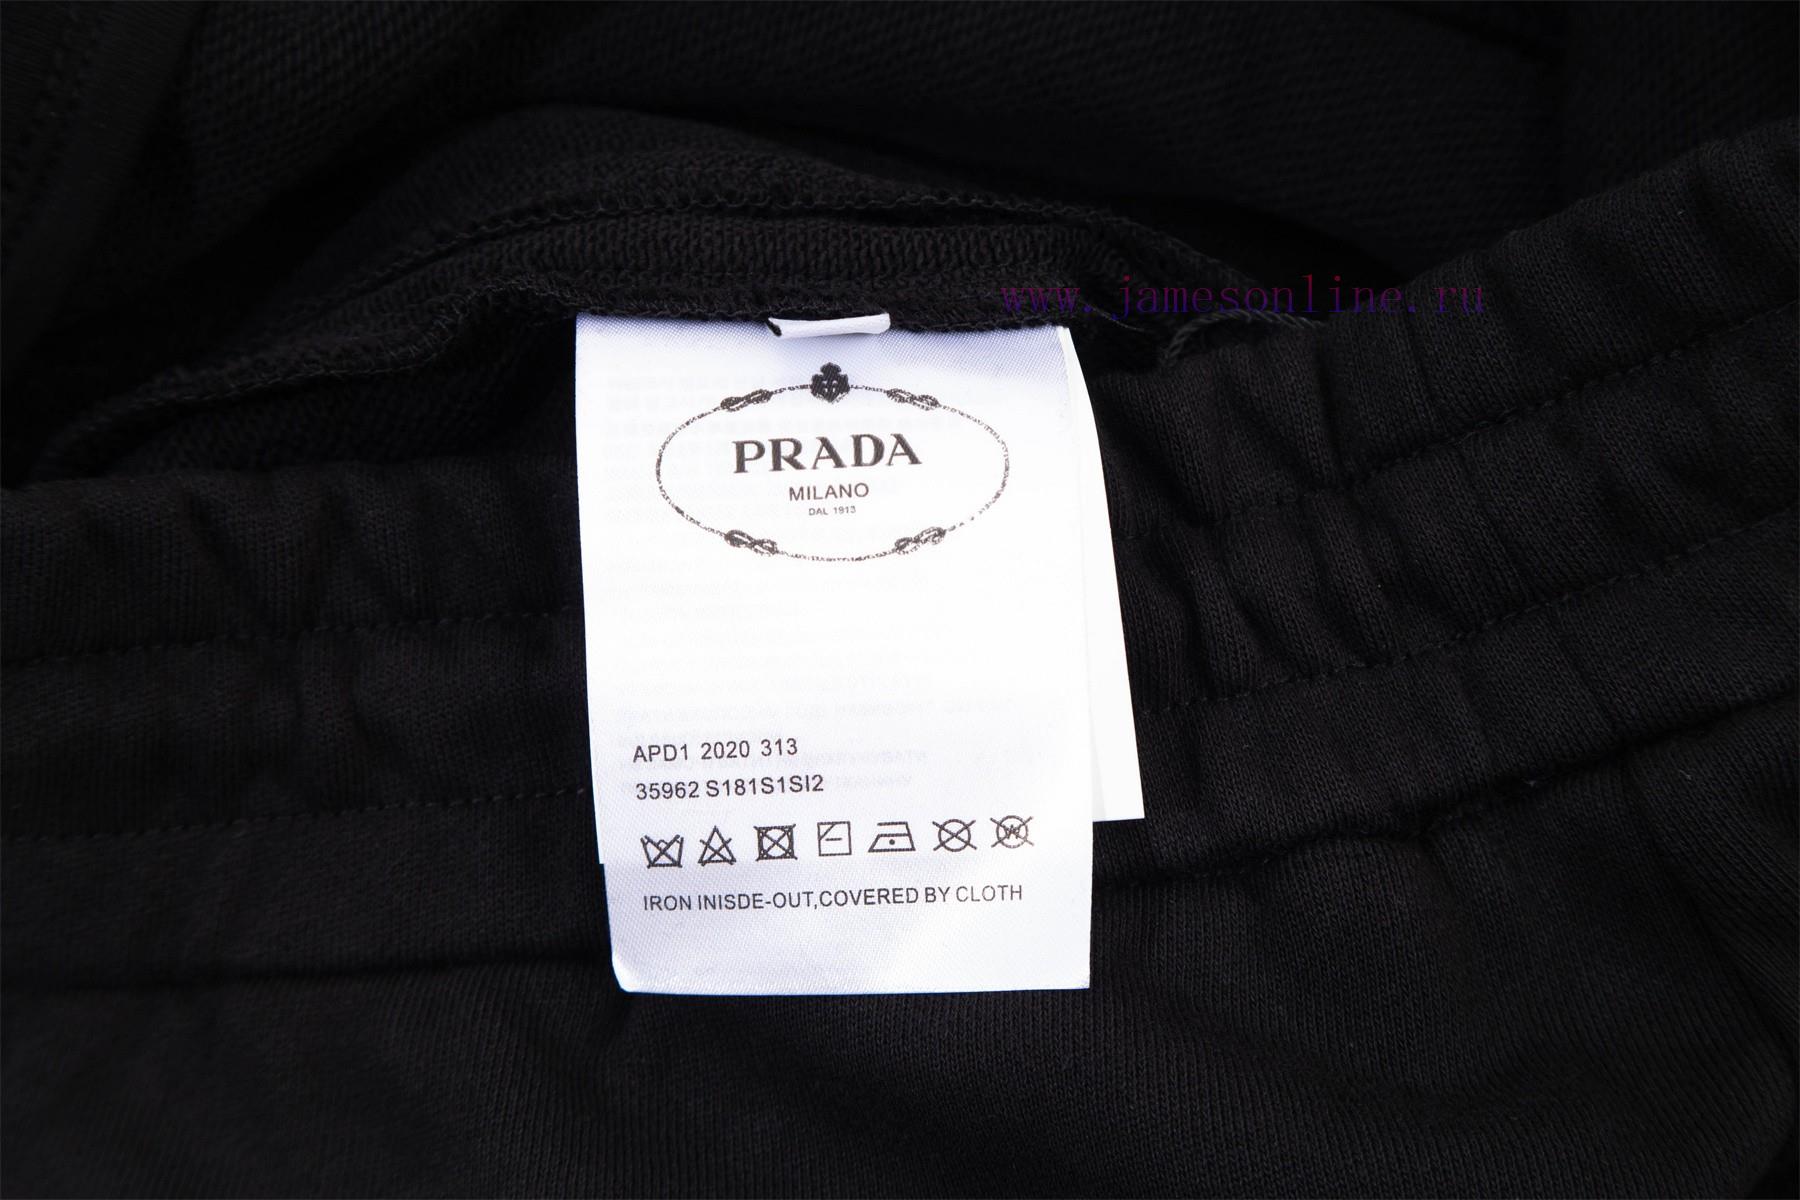 www.jamesonline.ru
PRADA
MILANO
DAL 1913
APD1 2020 313
35962 S181S1SI2
W
IRON INISDE-OUT,COVERED BY CLOTH